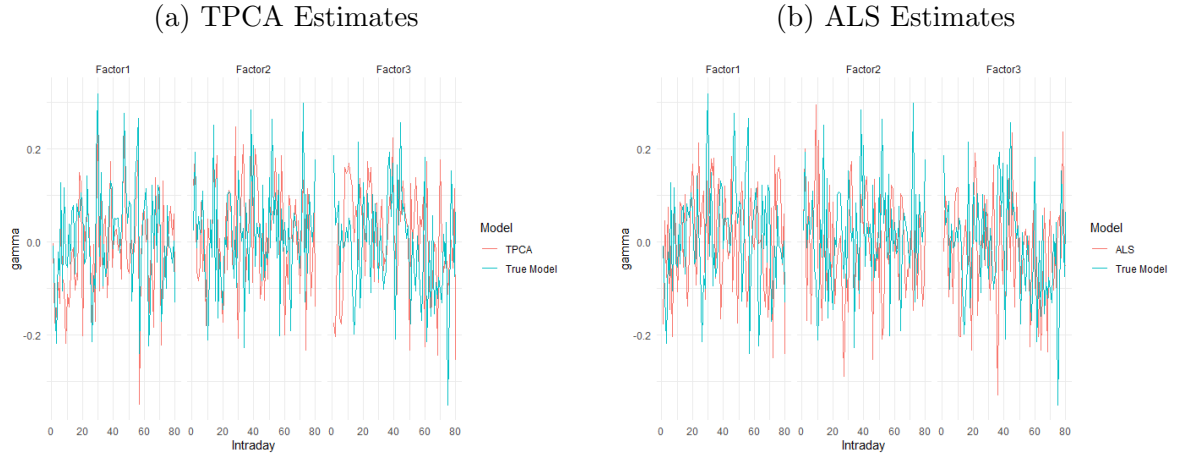 (a) TPCA Estimates
Factor1 Factor2 Factor3
0.2
0.0
-0.2
gamma
0 20 40 60 80 0 20 40 60 80 0 20 40 60 80
Intraday
Model
TPCA
True Model
(b) ALS Estimates
Factor1 Factor2 Factor3
0.2
0.0
-0.2
gamma
0 20 40 60 80 0 20 40 60 80 0 20 40 60 80
Intraday
Model
ALS
True Model